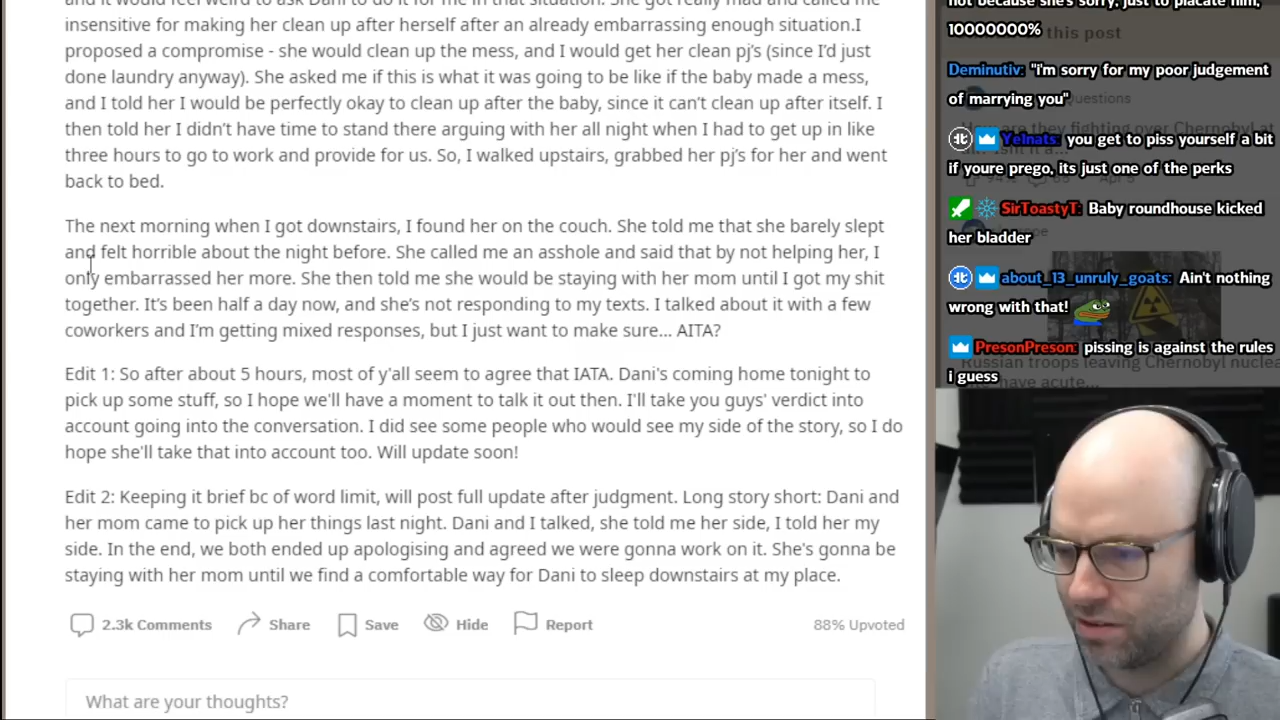 and it would feel weird to ask Dani to do it for me in that situation. She got really mad and called me
insensitive for making her clean up after herself after an already embarrassing enough situation.I
proposed a compromise - she would clean up the mess, and I would get her clean pj's (since I'd just
done laundry anyway). She asked me if this is what it was going to be like if the baby made a mess,
and I told her I would be perfectly okay to clean up after the baby, since it can't clean up after itself. I
then told her I didn't have time to stand there arguing with her all night when I had to get up in like
three hours to go to work and provide for us. So, I walked upstairs, grabbed her pj's for her and went
back to bed.
The next morning when I got downstairs, I found her on the couch. She told me that she barely slept
and felt horrible about the night before. She called me an asshole and said that by not helping her, I
only embarrassed her more. She then told me she would be staying with her mom until I got my shit
together. It's been half a day now, and she's not responding to my texts. I talked about it with a few
coworkers and I'm getting mixed responses, but I just want to make sure... AITA?
Edit 1: So after about 5 hours, most of y'all seem to agree that IATA. Dani's coming home tonight to
pick up some stuff, so I hope we'll have a moment to talk it out then. I'll take you guys' verdict into
account going into the conversation. I did see some people who would see my side of the story, so I do
hope she'll take that into account too. Will update soon!
Edit 2: Keeping it brief bc of word limit, will post full update after judgment. Long story short: Dani and
her mom came to pick up her things last night. Dani and I talked, she told me her side, I told her my
side. In the end, we both ended up apologising and agreed we were gonna work on it. She's gonna be
staying with her mom until we find a comfortable way for Dani to sleep downstairs at my place.
2.3k Comments Share Save Hide Report 88% Upvoted
What are your thoughts?
not because she's sorry, just to placate him,
10000000% this post
Deminutiv: "i'm sorry for my poor judgement
of marrying you"
Yelnats: you get to piss yourself a bit
if youre prego, its just one of the perks
SirToastyT: Baby roundhouse kicked
her bladder
about_13_unruly_goats: Ain't nothing
wrong with that!
PresonPreson: pissing is against the rules
i guess
Russian troops leaving Chernobyl nuclea
have acute...